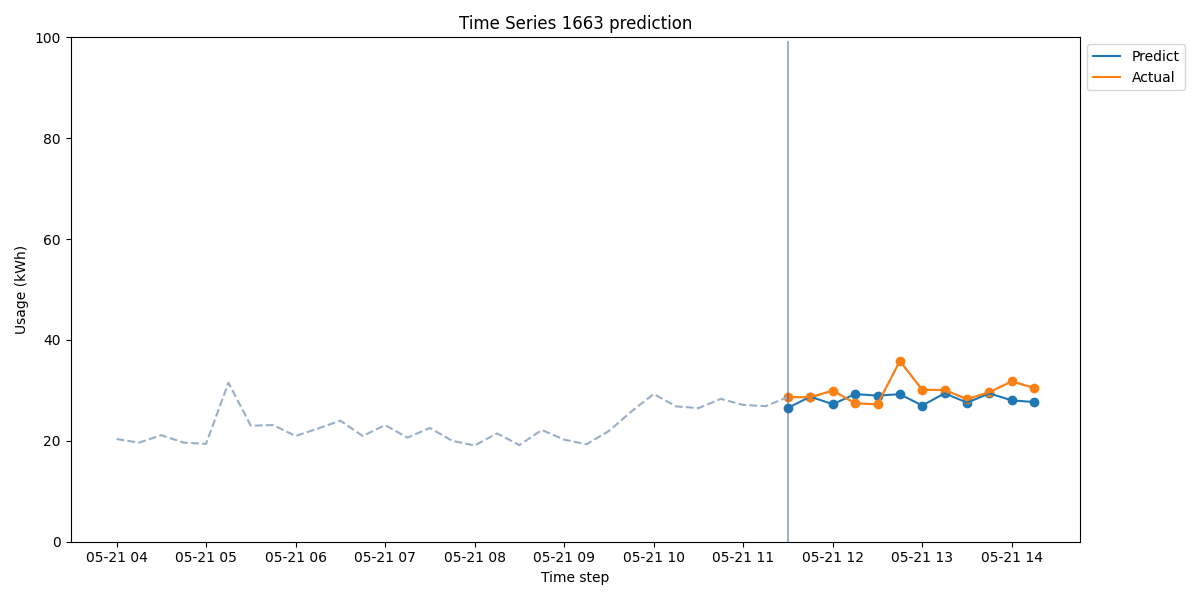 Time Series 1663 prediction
100
80
60
40
20
0
Usage (kWh)
05-21 04 05-21 05 05-21 06 05-21 07 05-21 08 05-21 09 05-21 10 05-21 11 05-21 12 05-21 13 05-21 14
Time step
Predict
Actual